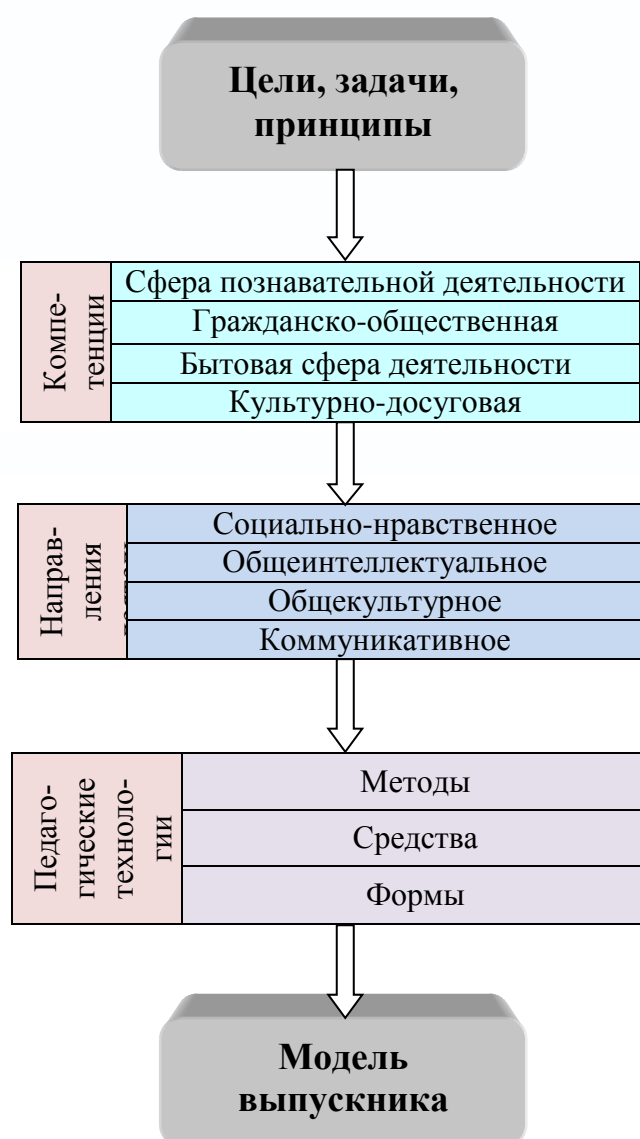 Цели, задачи,
принципы
Компе-
тенции
Сфера познавательной деятельности
Гражданско-общественная
Бытовая сфера деятельности
Культурно-досуговая
Направ-
ления
Социально-нравственное
Общеинтеллектуальное
Общекультурное
Коммуникативное
Педаго-
гические
техноло-
гии
Методы
Средства
Формы
Модель
выпускника